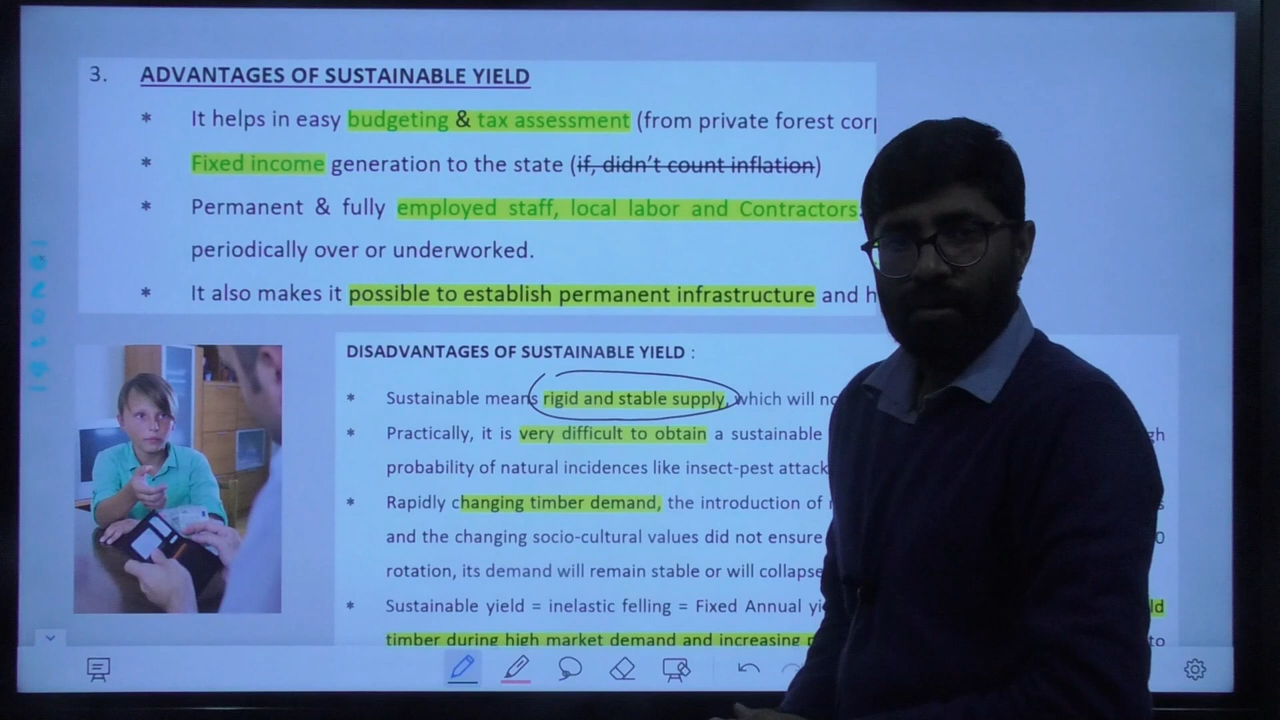 3. ADVANTAGES OF SUSTAINABLE YIELD
* It helps in easy budgeting & tax assessment (from private forest
* Fixed income generation to the state (if, didn't count inflation)
* Permanent & fully employed staff, local labor and Contractors.
periodically over or underworked.
* It also makes it possible to establish permanent infrastructure and
DISADVANTAGES OF SUSTAINABLE YIELD :
* Sustainable means rigid and stable supply, which will
* Practically, it is very difficult to obtain a sustainable
probability of natural incidences like insect-pest attack
* Rapidly changing timber demand, the introduction of
and the changing socio-cultural values did not ensure
rotation, its demand will remain stable or will collapse
* Sustainable yield = inelastic felling = Fixed Annual
timber during high market demand and increasing to